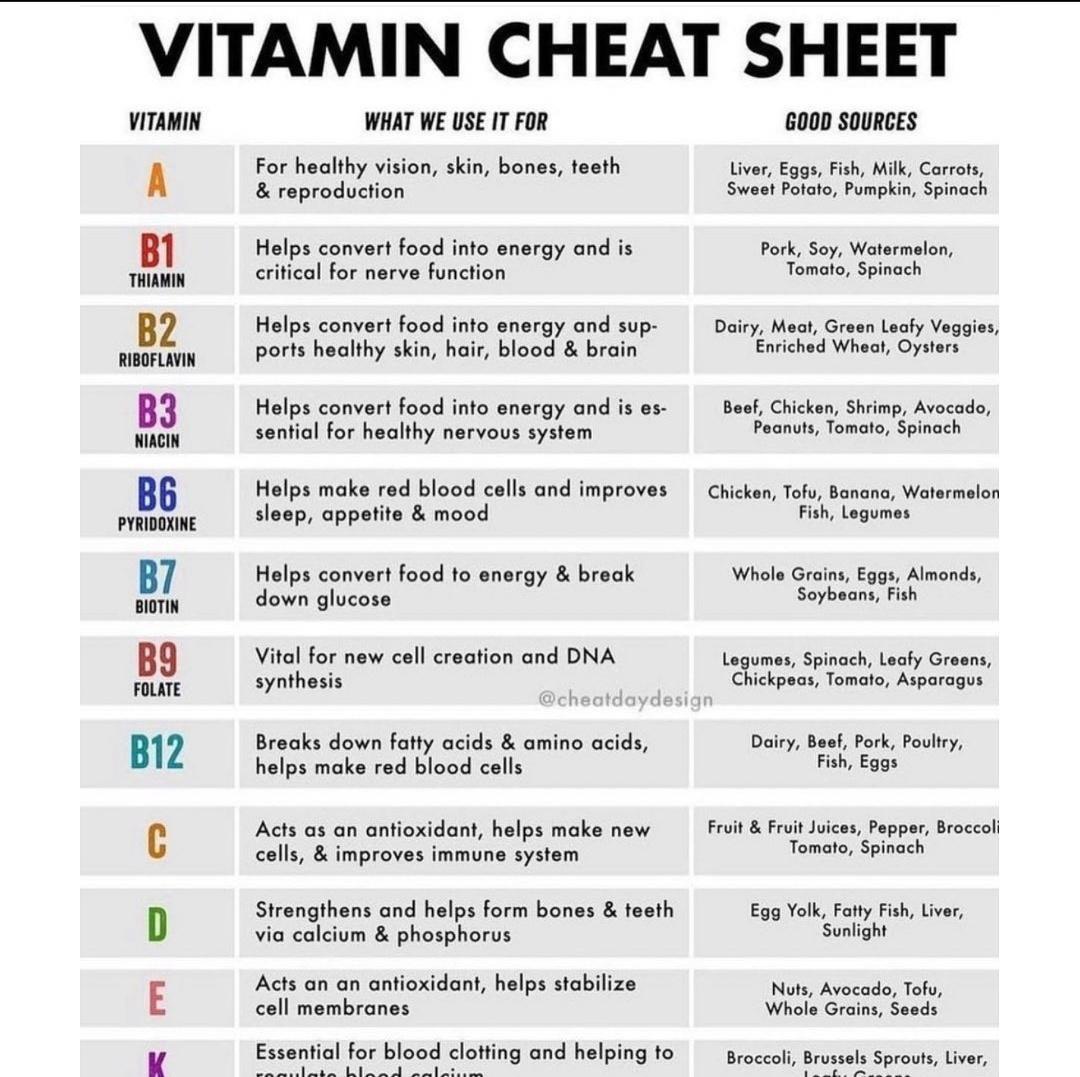 VITAMIN CHEAT SHEET
VITAMIN WHAT WE USE IT FOR GOOD SOURCES
A
For healthy vision, skin, bones, teeth
& reproduction
Liver, Eggs, Fish, Milk, Carrots,
Sweet Potato, Pumpkin, Spinach
B1
THIAMIN
Helps convert food into energy and is
critical for nerve function
Pork, Soy, Watermelon,
Tomato, Spinach
B2
RIBOFLAVIN
Helps convert food into energy and sup-
ports healthy skin, hair, blood & brain
Dairy, Meat, Green Leafy Veggies,
Enriched Wheat, Oysters
B3
NIACIN
Helps convert food into energy and is es-
sential for healthy nervous system
Beef, Chicken, Shrimp, Avocado,
Peanuts, Tomato, Spinach
B6
PYRIDOXINE
Helps make red blood cells and improves
sleep, appetite & mood
Chicken, Tofu, Banana, Watermelon
Fish, Legumes
B7
BIOTIN
Helps convert food to energy & break
down glucose
Whole Grains, Eggs, Almonds,
Soybeans, Fish
B9
FOLATE
Vital for new cell creation and DNA
synthesis
Legumes, Spinach, Leafy Greens,
Chickpeas, Tomato, Asparagus
@cheatdaydesign
B12
Breaks down fatty acids & amino acids,
helps make red blood cells
Dairy, Beef, Pork, Poultry,
Fish, Eggs
C
Acts as an antioxidant, helps make new
cells, & improves immune system
Fruit & Fruit Juices, Pepper, Broccoli
Tomato, Spinach
D
Strengthens and helps form bones & teeth
via calcium & phosphorus
Egg Yolk, Fatty Fish, Liver,
Sunlight
E
Acts an an antioxidant, helps stabilize
cell membranes
Nuts, Avocado, Tofu,
Whole Grains, Seeds
K
Essential for blood clotting and helping to
regulate blood calcium
Broccoli, Brussels Sprouts, Liver,
Leafy Greens